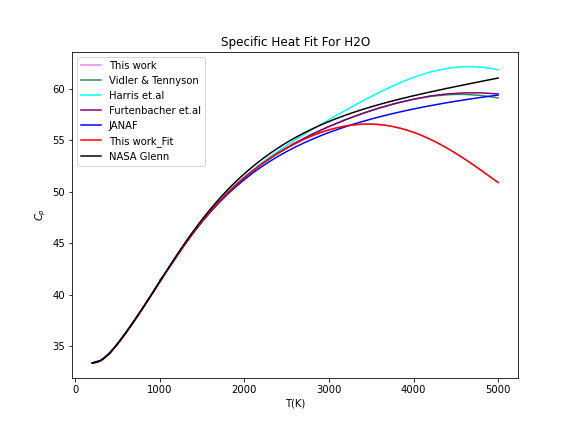 Specific Heat Fit For H2O
This work
Vidler & Tennyson
Harris et.al
Furtenbacher et.al
JANAF
This work_Fit
NASA Glenn
60
55
50
45
40
35
Cp
0 1000 2000 3000 4000 5000
T(K)